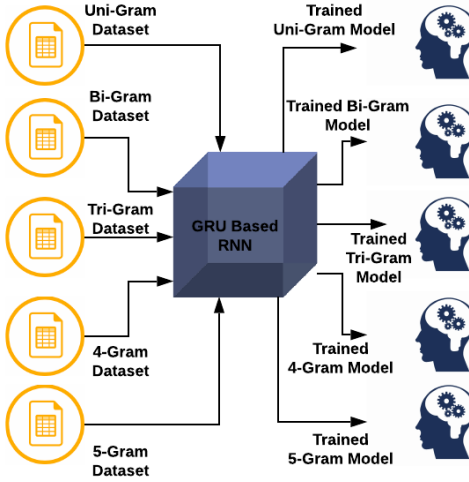 Uni-Gram
Dataset
Trained
Uni-Gram Model
Bi-Gram
Dataset
Trained Bi-Gram
Model
Tri-Gram
Dataset
GRU Based
RNN
Trained
Tri-Gram
Model
4-Gram
Dataset
Trained
4-Gram Model
5-Gram
Dataset
Trained
5-Gram Model